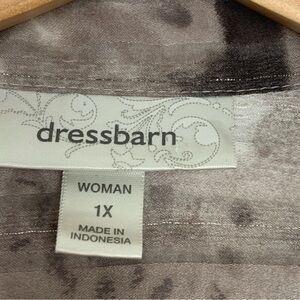 dressbarn
WOMAN
1X
MADE IN
INDONESIA